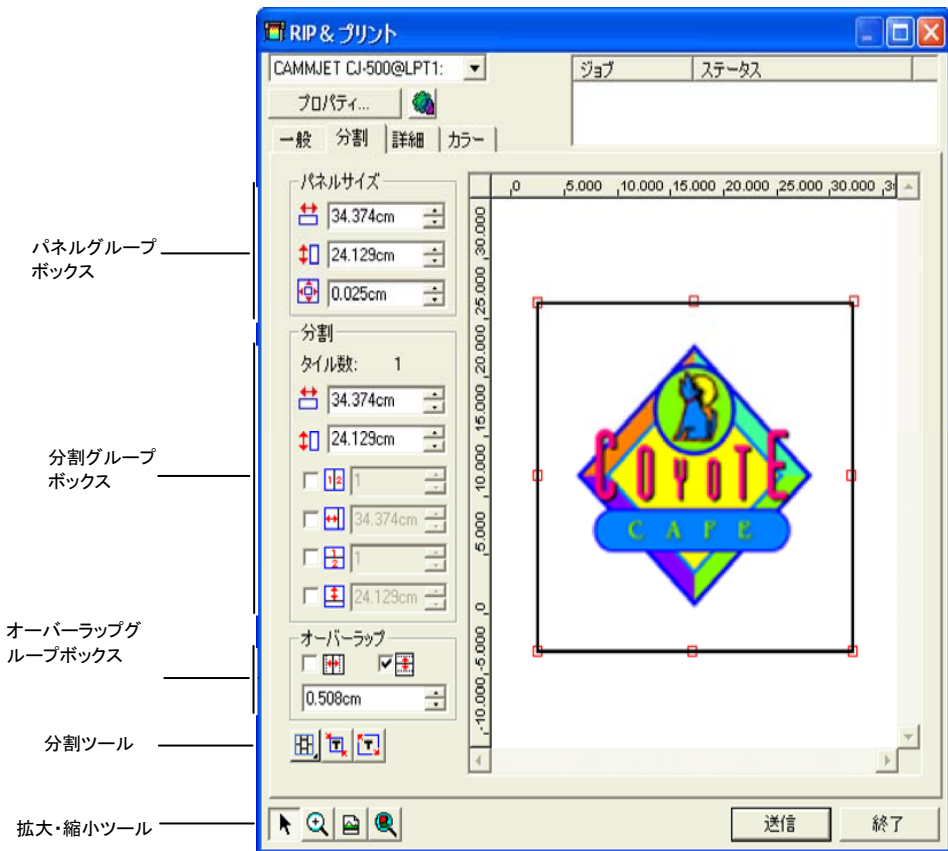 RIP & プリント
CAMMJET CJ-500@LPT1:
ジョブ ステータス
プロパティ...
一般 分割 詳細 カラー
パネルサイズ
34.374cm
24.129cm
0.025cm
パネルグループ
ボックス
分割
タイル数: 1
34.374cm
24.129cm
1
34.374cm
1
24.129cm
分割グループ
ボックス
オーバーラップ
0.508cm
オーバーラップグ
ループボックス
分割ツール
拡大・縮小ツール
0 5.000 10.000 15.000 20.000 25.000 30.000
30.000
25.000
20.000
15.000
10.000
5.000
0
-5.000
-10.000
COYOTE
CAFE
送信 終了